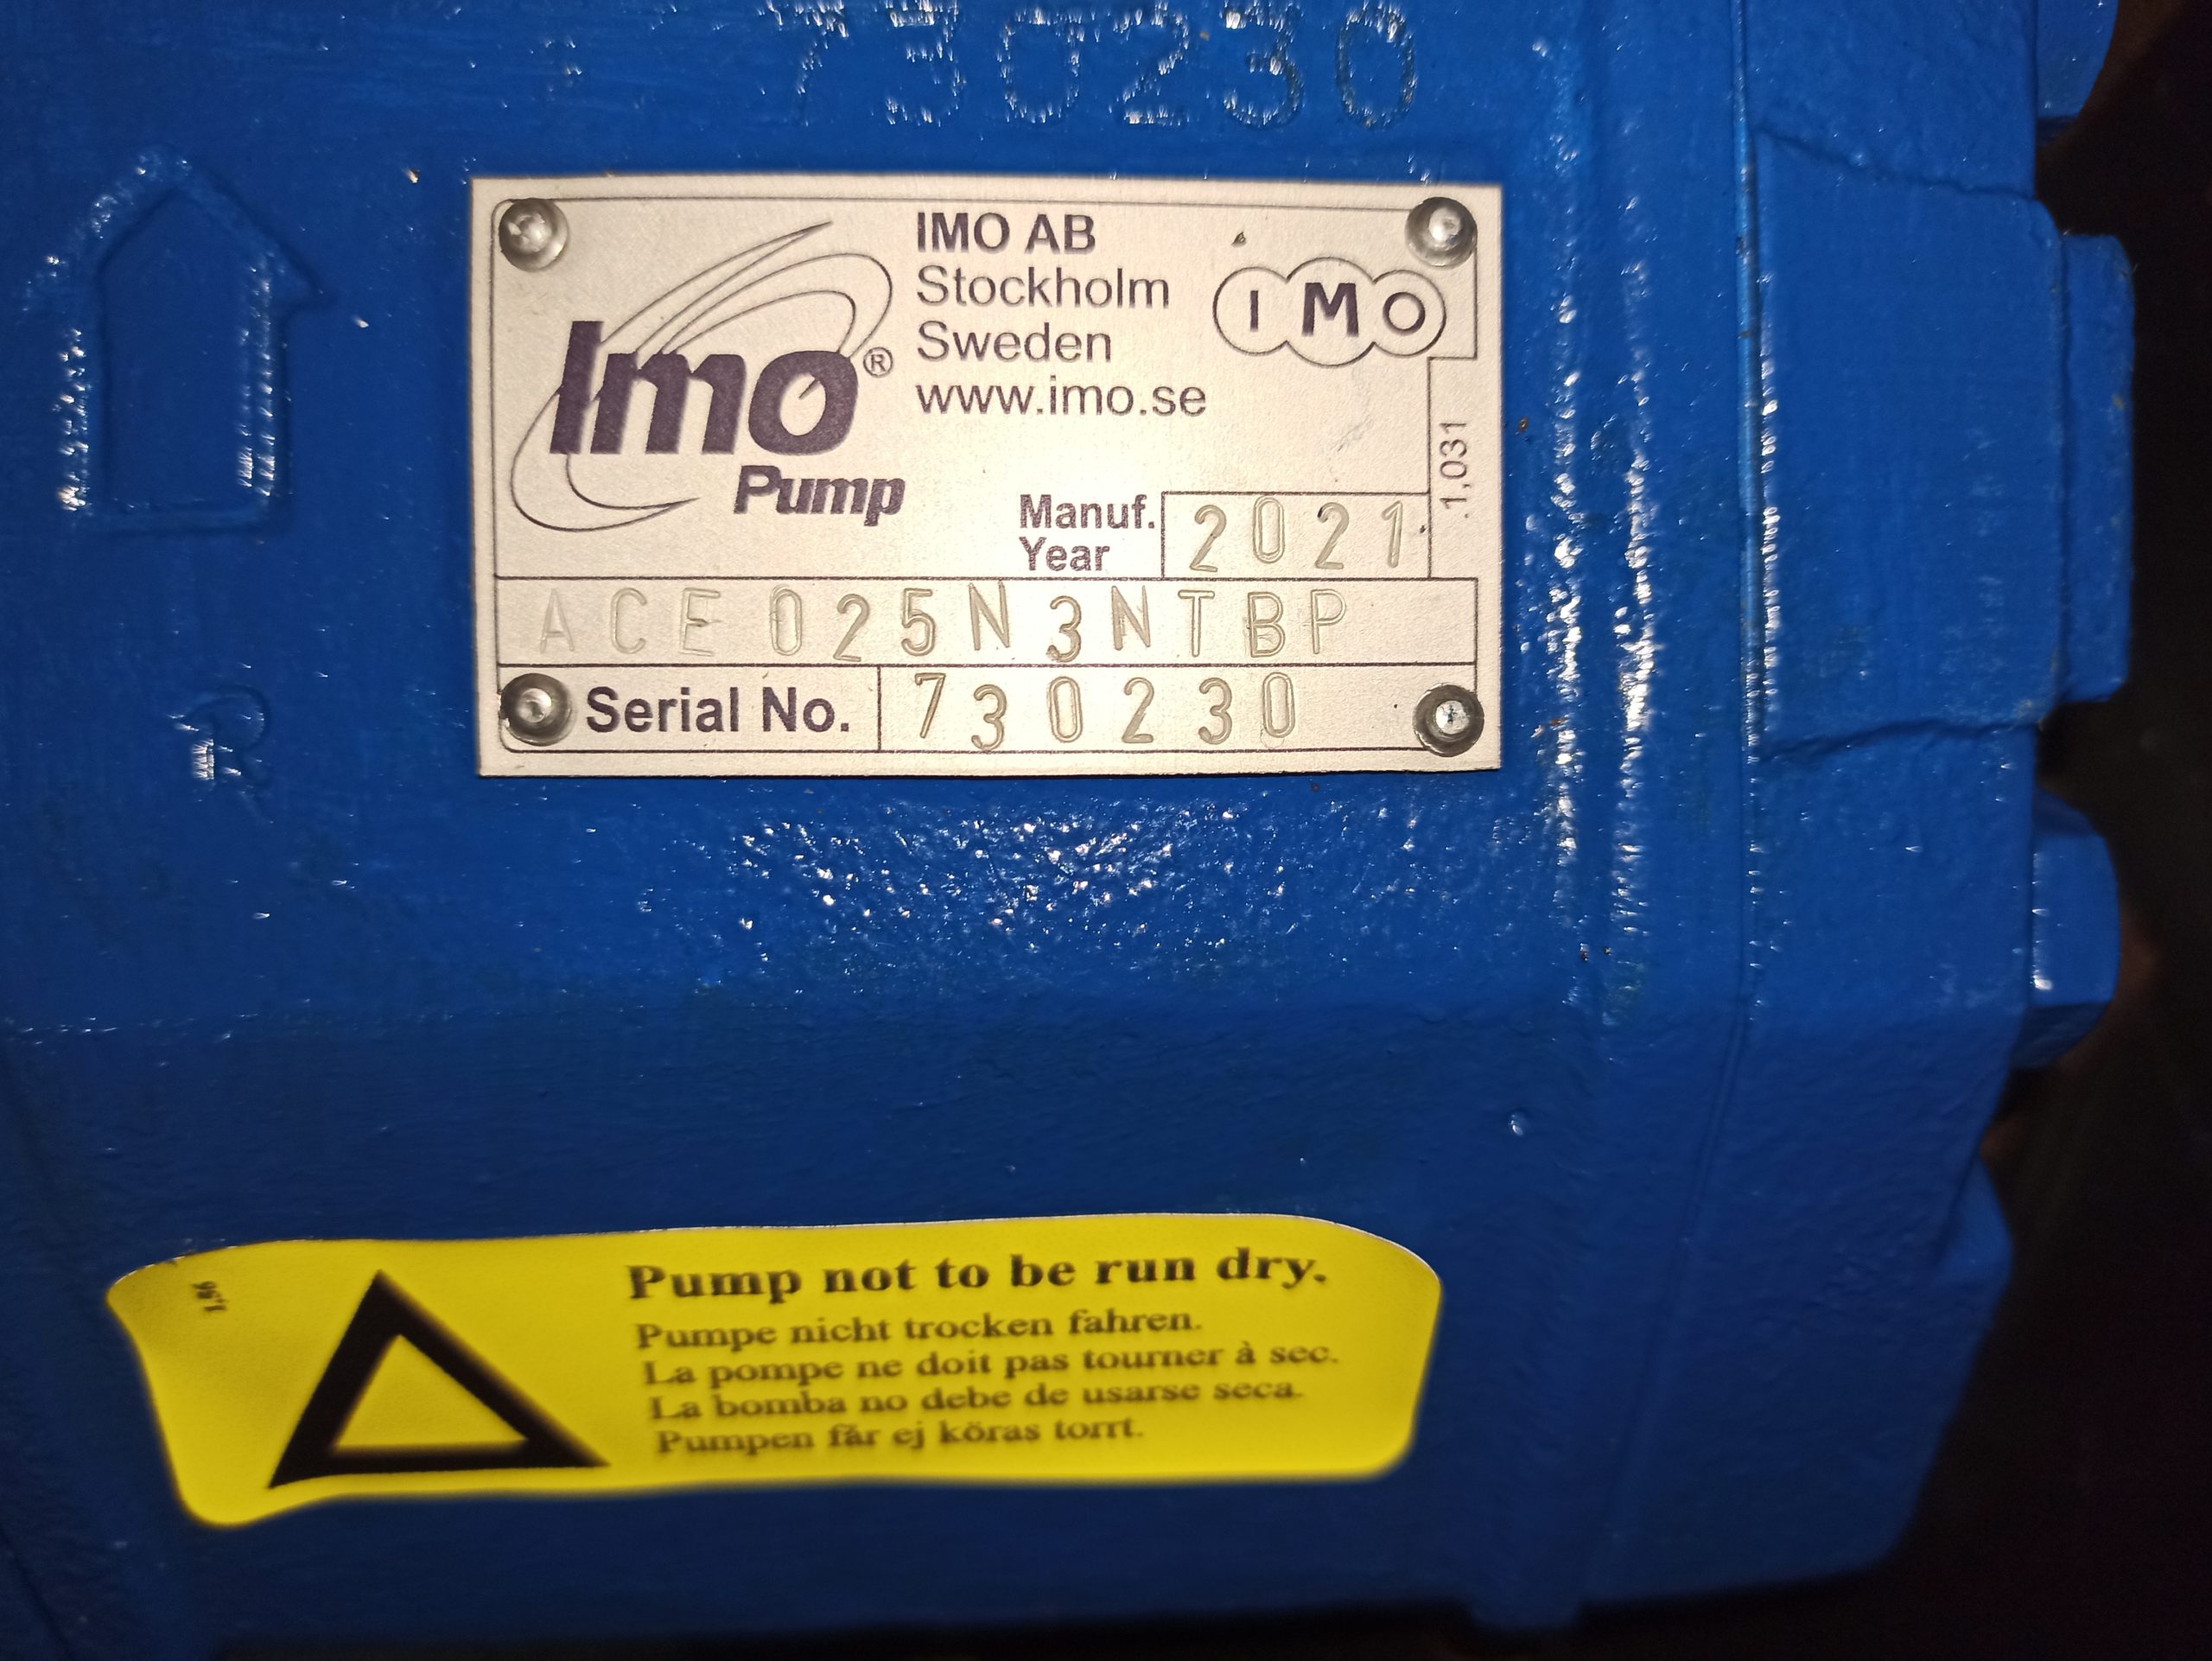 730230
IMO AB
Stockholm
Sweden
www.imo.se
Imo®
Pump
IMO
1,031
Manuf.
Year
2021
ACE 025N3NTBP
Serial No. 730230
R
1,56
Pump not to be run dry.
Pumpe nicht trocken fahren.
La pompe ne doit pas tourner à sec.
La bomba no debe de usarse seca.
Pumpen får ej köras torrt.